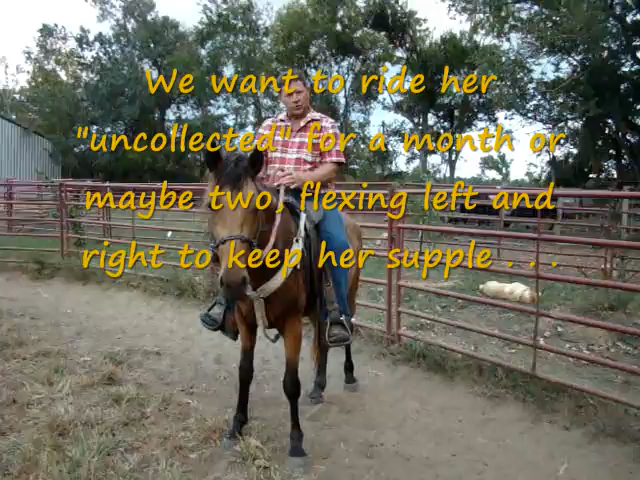 We want to ride her
"uncollected" for a month or
maybe two, flexing left and
right to keep her supple . . .